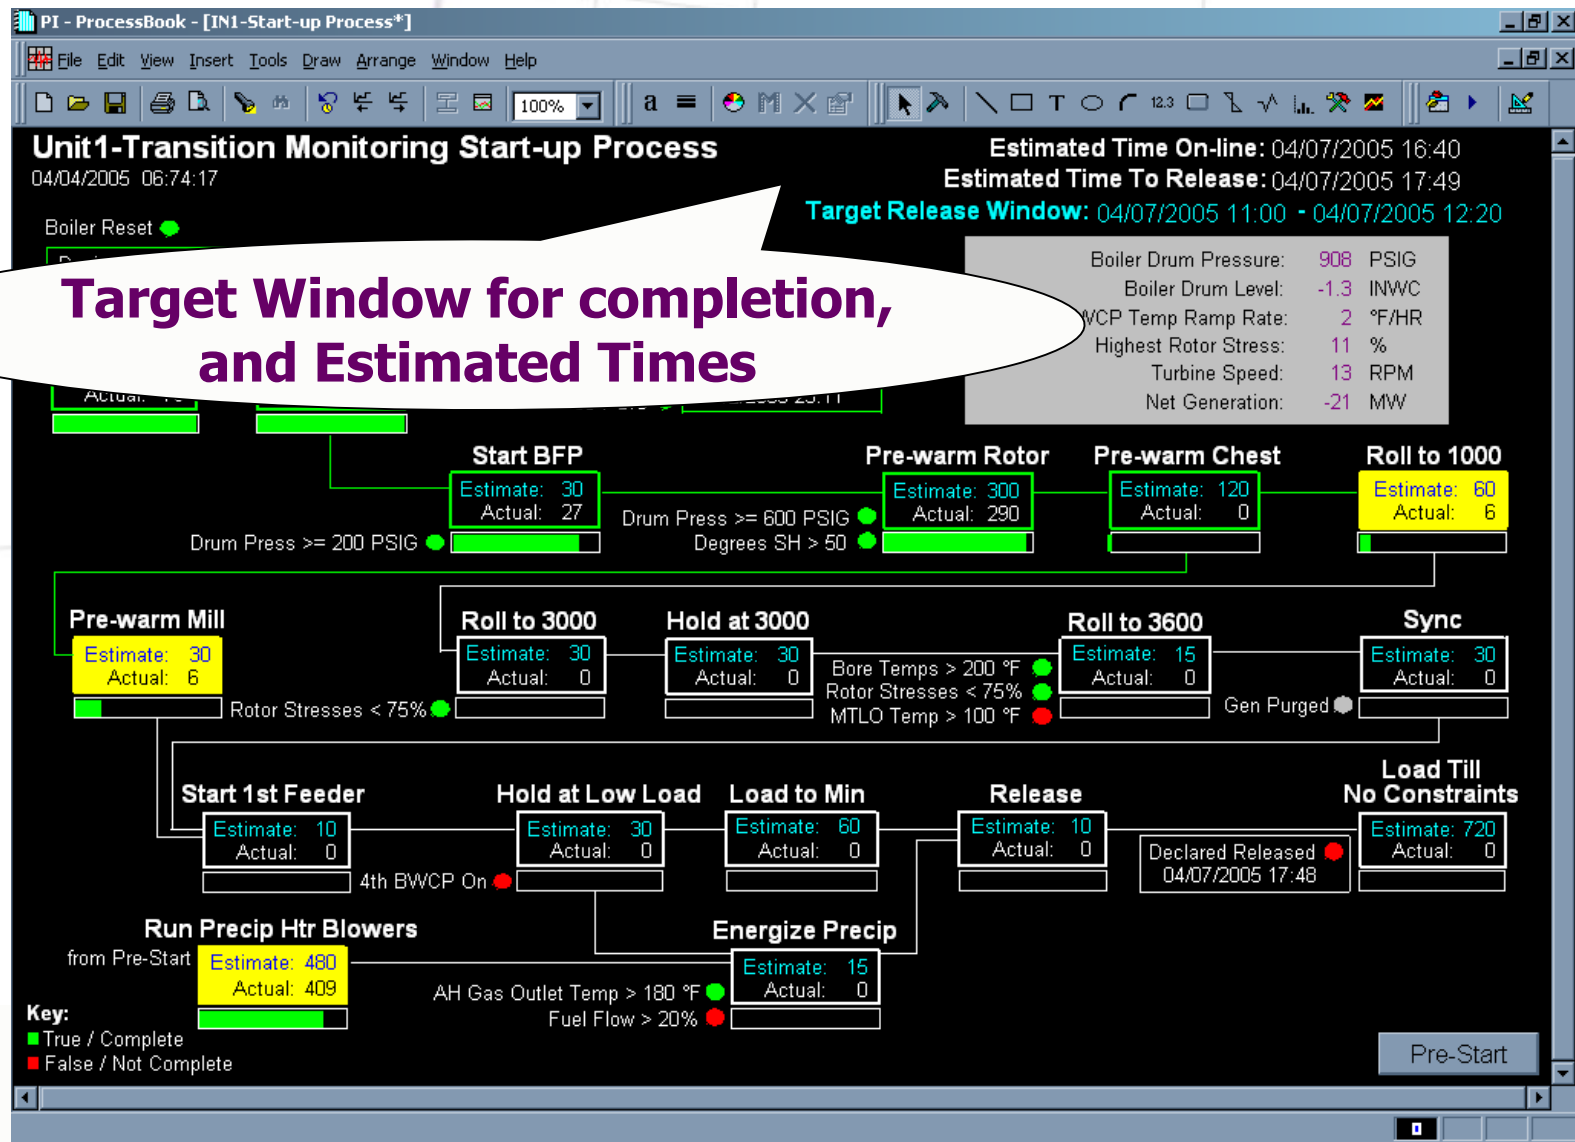 PI - ProcessBook - [IN1-Start-up Process*]
File Edit View Insert Tools Draw Arrange Window Help
100%
a
T
12.3
Unit1-Transition Monitoring Start-up Process
04/04/2005 06:74:17
Estimated Time On-line: 04/07/2005 16:40
Estimated Time To Release: 04/07/2005 17:49
Target Release Window: 04/07/2005 11:00 - 04/07/2005 12:20
Boiler Reset
Target Window for completion,
and Estimated Times
Boiler Drum Pressure: 908 PSIG
Boiler Drum Level: -1.3 INWC
Temp Ramp Rate: 2 °F/HR
Highest Rotor Stress: 11 %
Turbine Speed: 13 RPM
Net Generation: -21 MW
Actual:
Start BFP
Estimate: 30
Actual: 27
Drum Press >= 200 PSIG
Pre-warm Rotor
Estimate: 300
Actual: 290
Drum Press >= 600 PSIG
Degrees SH > 50
Pre-warm Chest
Estimate: 120
Actual: 0
Roll to 1000
Estimate: 60
Actual: 6
Pre-warm Mill
Estimate: 30
Actual: 6
Rotor Stresses < 75%
Roll to 3000
Estimate: 30
Actual: 0
Hold at 3000
Estimate: 30
Actual: 0
Bore Temps > 200 °F
Rotor Stresses < 75%
MTLO Temp > 100 °F
Roll to 3600
Estimate: 15
Actual: 0
Gen Purged
Sync
Estimate: 30
Actual: 0
Start 1st Feeder
Estimate: 10
Actual: 0
4th BWCP On
Hold at Low Load
Estimate: 30
Actual: 0
Load to Min
Estimate: 60
Actual: 0
Release
Estimate: 10
Actual: 0
Declared Released
04/07/2005 17:48
Load Till
No Constraints
Estimate: 720
Actual: 0
Run Precip Htr Blowers
from Pre-Start
Estimate: 480
Actual: 409
AH Gas Outlet Temp > 180 °F
Fuel Flow > 20%
Energize Precip
Estimate: 15
Actual: 0
Key:
True / Complete
False / Not Complete
Pre-Start